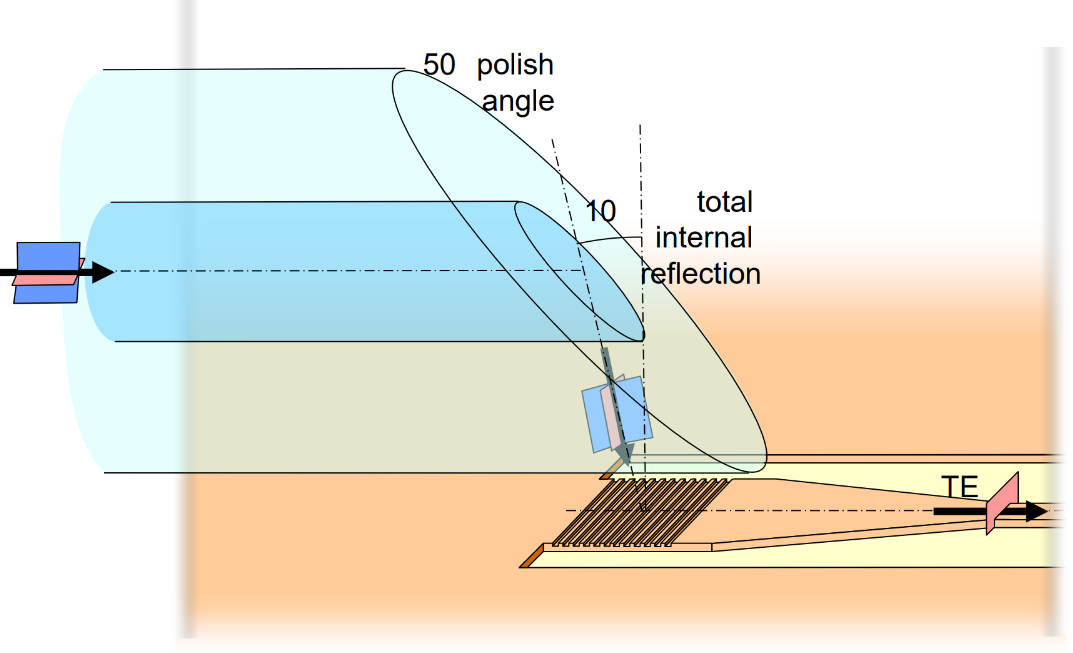 50 polish
angle
10
total
internal
reflection
TE